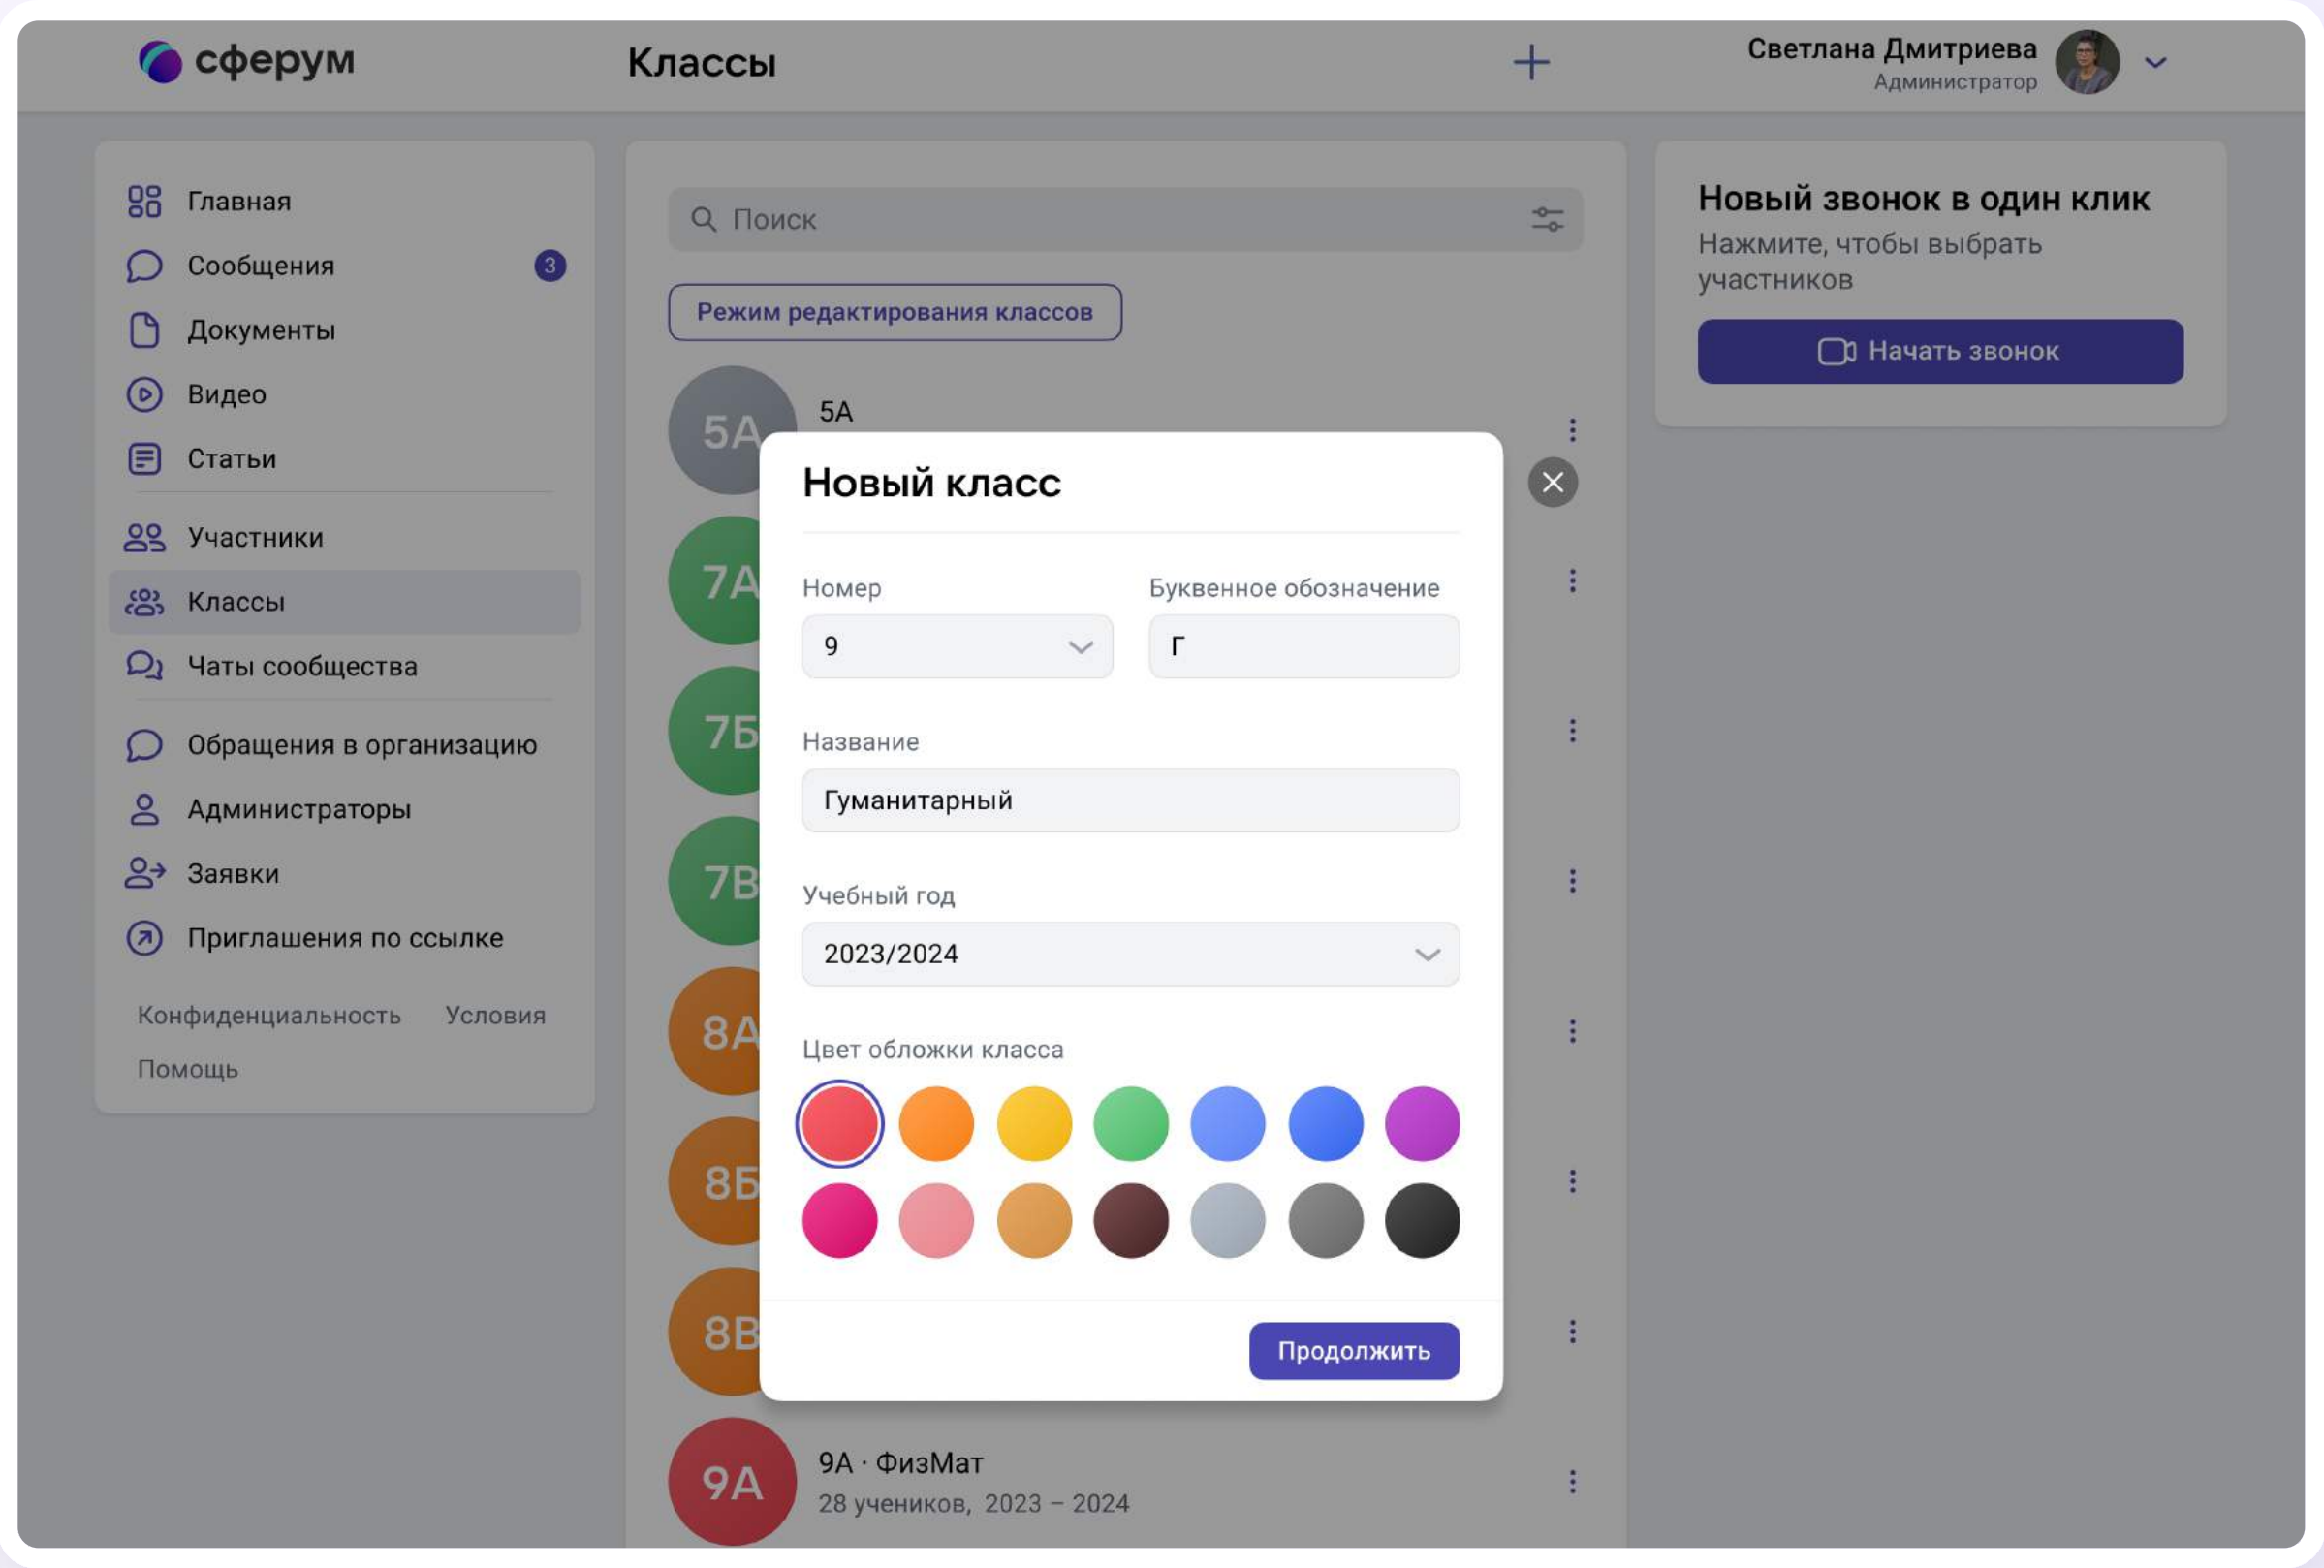 сферум
Классы
Светлана Дмитриева
Администратор
Главная
Сообщения
3
Документы
Видео
Статьи
Участники
Классы
Чаты сообщества
Обращения в организацию
Администраторы
Заявки
Приглашения по ссылке
Конфиденциальность Условия
Помощь
Поиск
Режим редактирования классов
5А
5А
7А
7Б
7В
8А
8Б
8В
9А
9А · ФизМат
28 учеников, 2023 – 2024
Новый класс
Номер
Буквенное обозначение
9
Г
Название
Гуманитарный
Учебный год
2023/2024
Цвет обложки класса
Продолжить
Новый звонок в один клик
Нажмите, чтобы выбрать
участников
Начать звонок